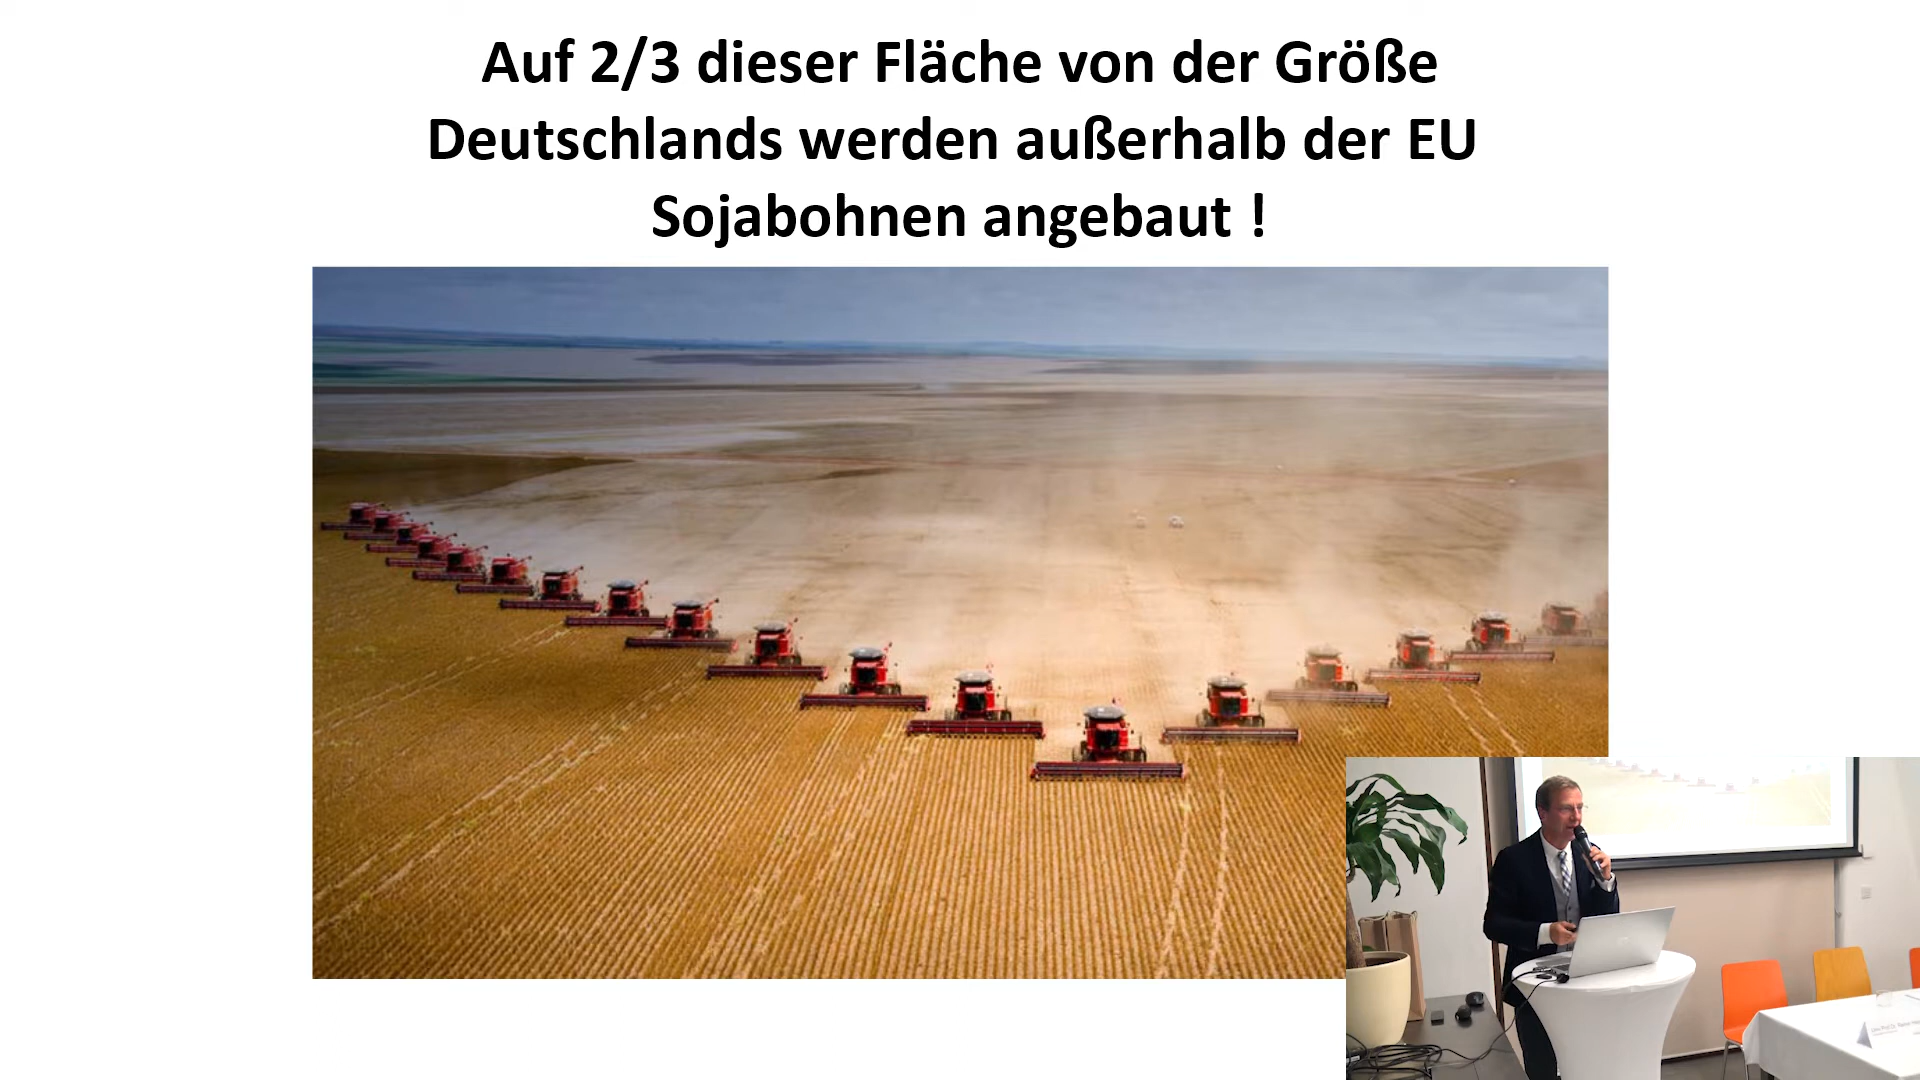 Auf 2/3 dieser Fläche von der Größe
Deutschlands werden außerhalb der EU
Sojabohnen angebaut !